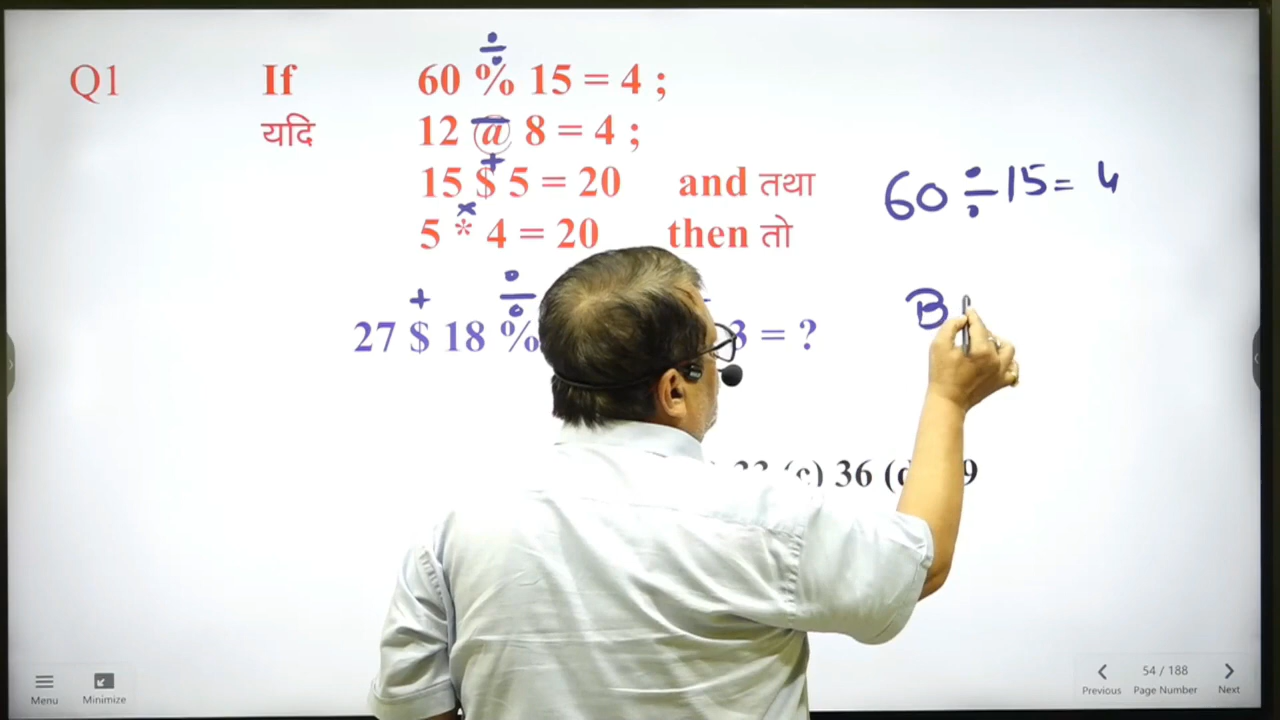 Q1 If 60 % 15 = 4 ;
÷
यदि 12 @ 8 = 4 ;
−
15 $ 5 = 20 and तथा
+
5 * 4 = 20 then तो
×
60 ÷ 15 = 4
+ ÷
27 $ 18 % 3 = ?
B
(c) 36 (d
Menu Minimize
54 / 188
Previous Page Number Next